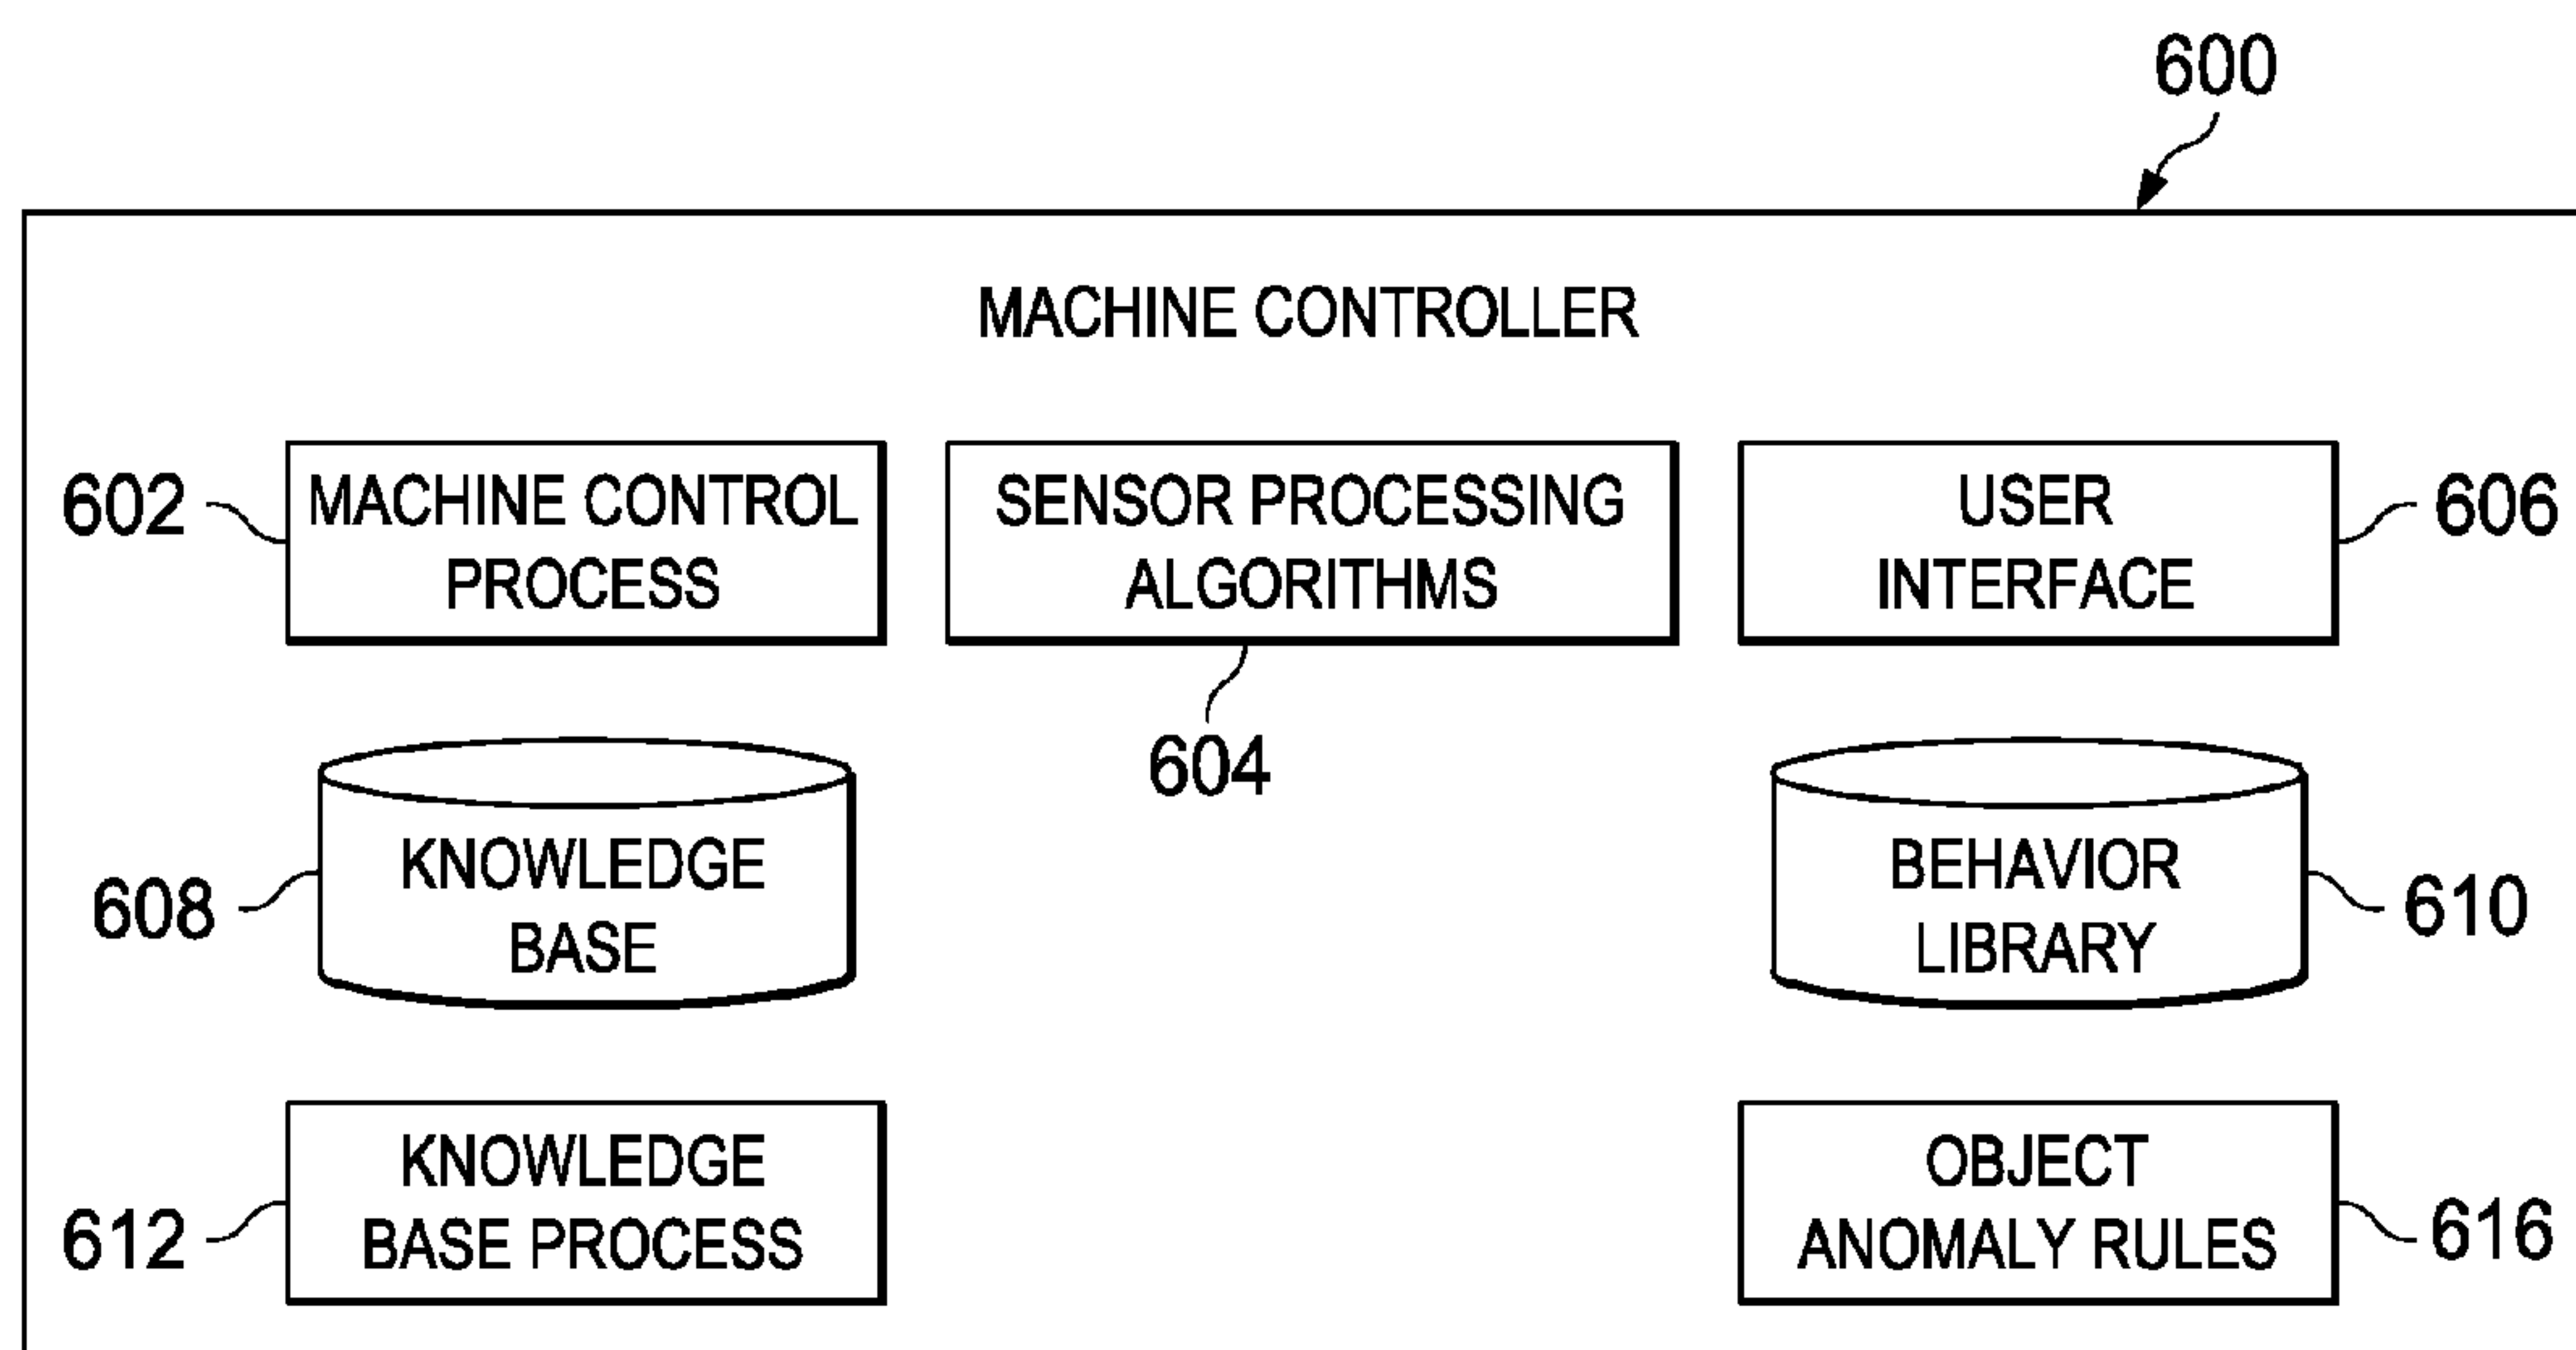 600
MACHINE CONTROLLER
602
MACHINE CONTROL
PROCESS
SENSOR PROCESSING
ALGORITHMS
604
USER
INTERFACE
606
608
KNOWLEDGE
BASE
BEHAVIOR
LIBRARY
610
612
KNOWLEDGE
BASE PROCESS
OBJECT
ANOMALY RULES
616